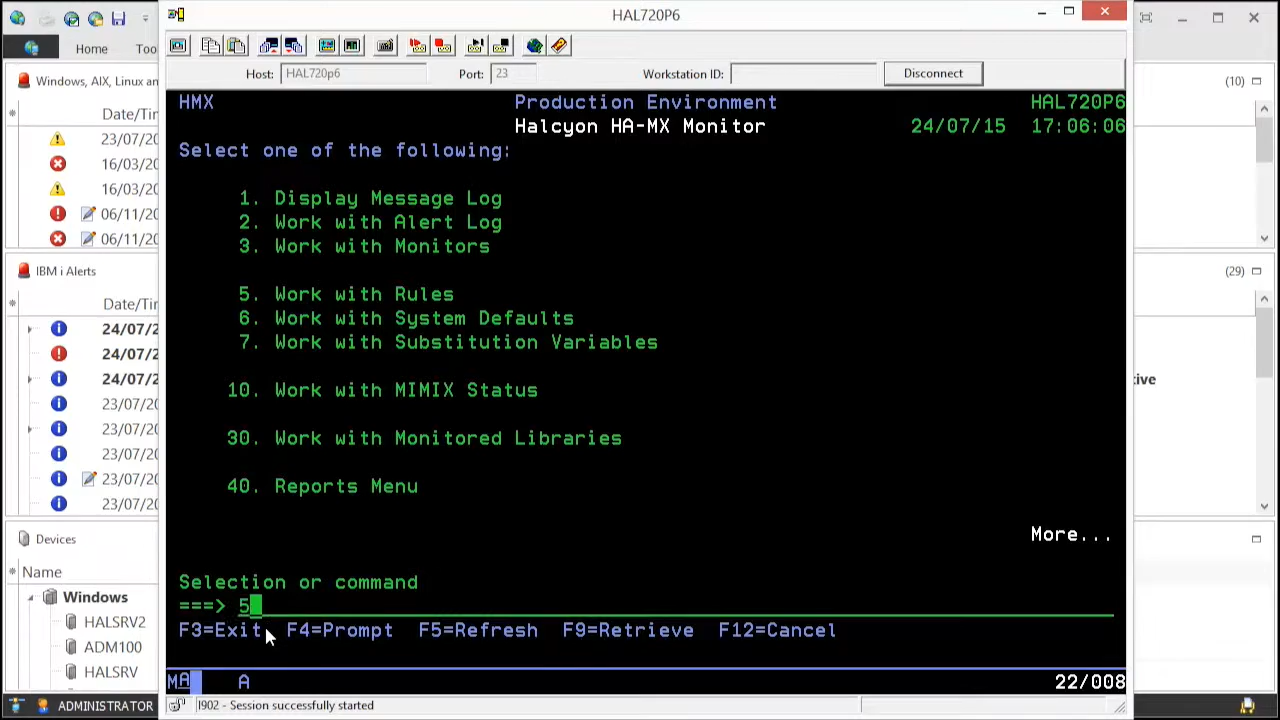 HAL720P6
Home Too
Host: HAL720p6 Port: 23 Workstation ID: Disconnect
Windows, AIX, Linux an
(10)
Date/Tim
23/07/20
16/03/20
16/03/20
06/11/20
06/11/20
IBM i Alerts
(29)
Date/Tim
24/07/2
24/07/2
24/07/2
23/07/20
23/07/20
23/07/20
23/07/20
23/07/20
tive
Devices
Name
Windows
HALSRV2
ADM100
HALSRV
HMX Production Environment HAL720P6
Halcyon HA-MX Monitor 24/07/15 17:06:06
Select one of the following:
1. Display Message Log
2. Work with Alert Log
3. Work with Monitors
5. Work with Rules
6. Work with System Defaults
7. Work with Substitution Variables
10. Work with MIMIX Status
30. Work with Monitored Libraries
40. Reports Menu
More...
Selection or command
===> 5
F3=Exit F4=Prompt F5=Refresh F9=Retrieve F12=Cancel
MA A 22/008
I902 - Session successfully started
ADMINISTRATOR